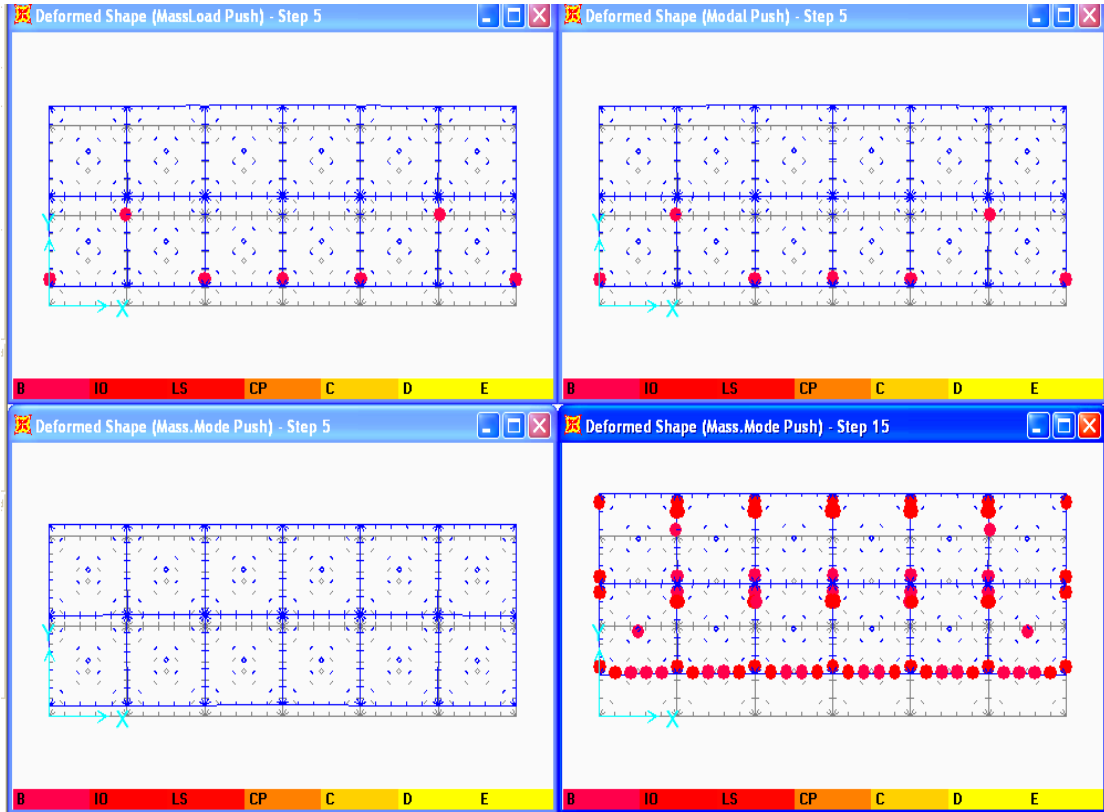 Deformed Shape (MassLoad Push) - Step 5
Y
X
B IO LS CP C D E
Deformed Shape (Modal Push) - Step 5
Y
X
B IO LS CP C D E
Deformed Shape (Mass.Mode Push) - Step 5
Y
X
B IO LS CP C D E
Deformed Shape (Mass.Mode Push) - Step 15
Y
X
B IO LS CP C D E